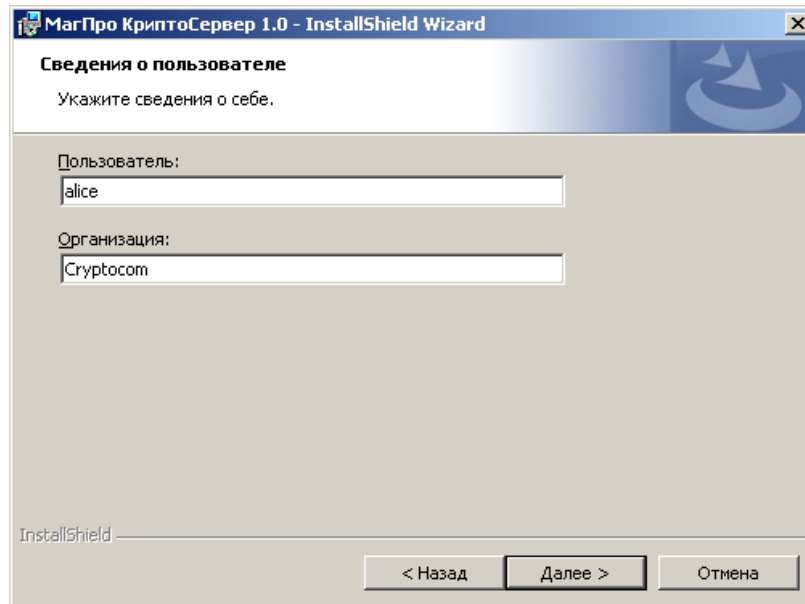 МагПро КриптоСервер 1.0 - InstallShield Wizard
Сведения о пользователе
Укажите сведения о себе.
Пользователь:
alice
Организация:
Cryptocom
InstallShield
< Назад Далее > Отмена